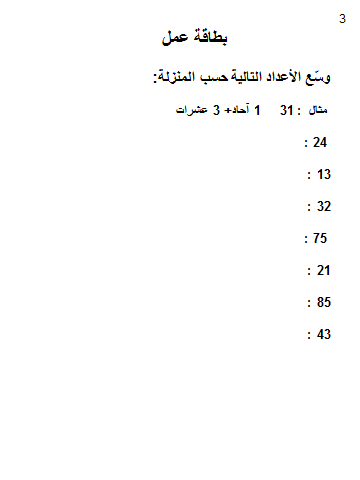 3
بطاقة عمل
وسّع الأعداد التالية حسب المنزلة:
مثال : 31 1 آحاد+ 3 عشرات
24 :
13 :
32 :
75 :
21 :
85 :
43 :